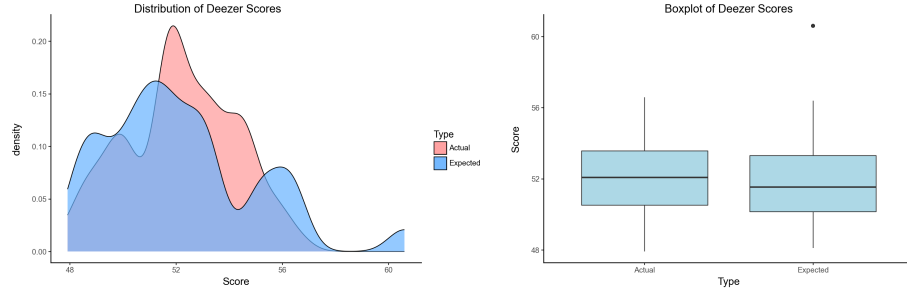 Distribution of Deezer Scores
density
0.20
0.15
0.10
0.05
0.00
48
52
56
60
Score
Type
Actual
Expected
Boxplot of Deezer Scores
Score
60
56
52
48
Actual
Expected
Type